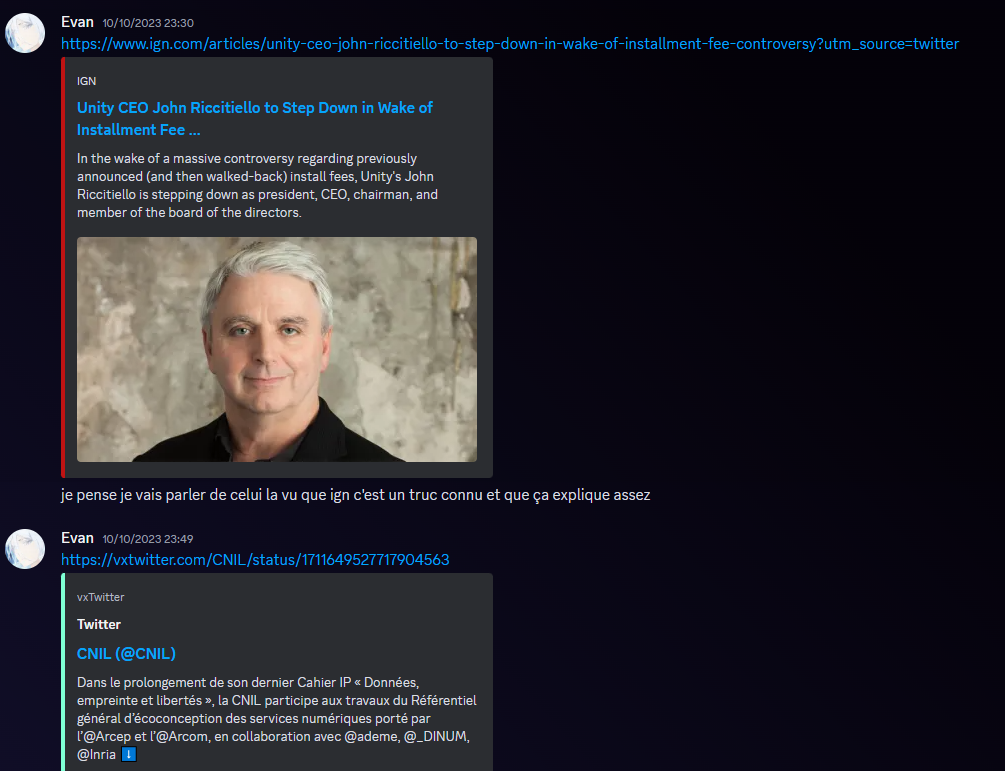 Evan 10/10/2023 23:30
https://www.ign.com/articles/unity-ceo-john-riccitiello-to-step-down-in-wake-of-installment-fee-controversy?utm_source=twitter
IGN
Unity CEO John Riccitiello to Step Down in Wake of
Installment Fee ...
In the wake of a massive controversy regarding previously
announced (and then walked-back) install fees, Unity's John
Riccitiello is stepping down as president, CEO, chairman, and
member of the board of the directors.
je pense je vais parler de celui la vu que ign c'est un truc connu et que ça explique assez
Evan 10/10/2023 23:49
https://vxtwitter.com/CNIL/status/1711649527717904563
vxTwitter
Twitter
CNIL (@CNIL)
Dans le prolongement de son dernier Cahier IP « Données,
empreinte et libertés », la CNIL participe aux travaux du Référentiel
général d'écoconception des services numériques porté par
l'@Arcep et l'@Arcom, en collaboration avec @ademe, @_DINUM,
@Inria ⬇️